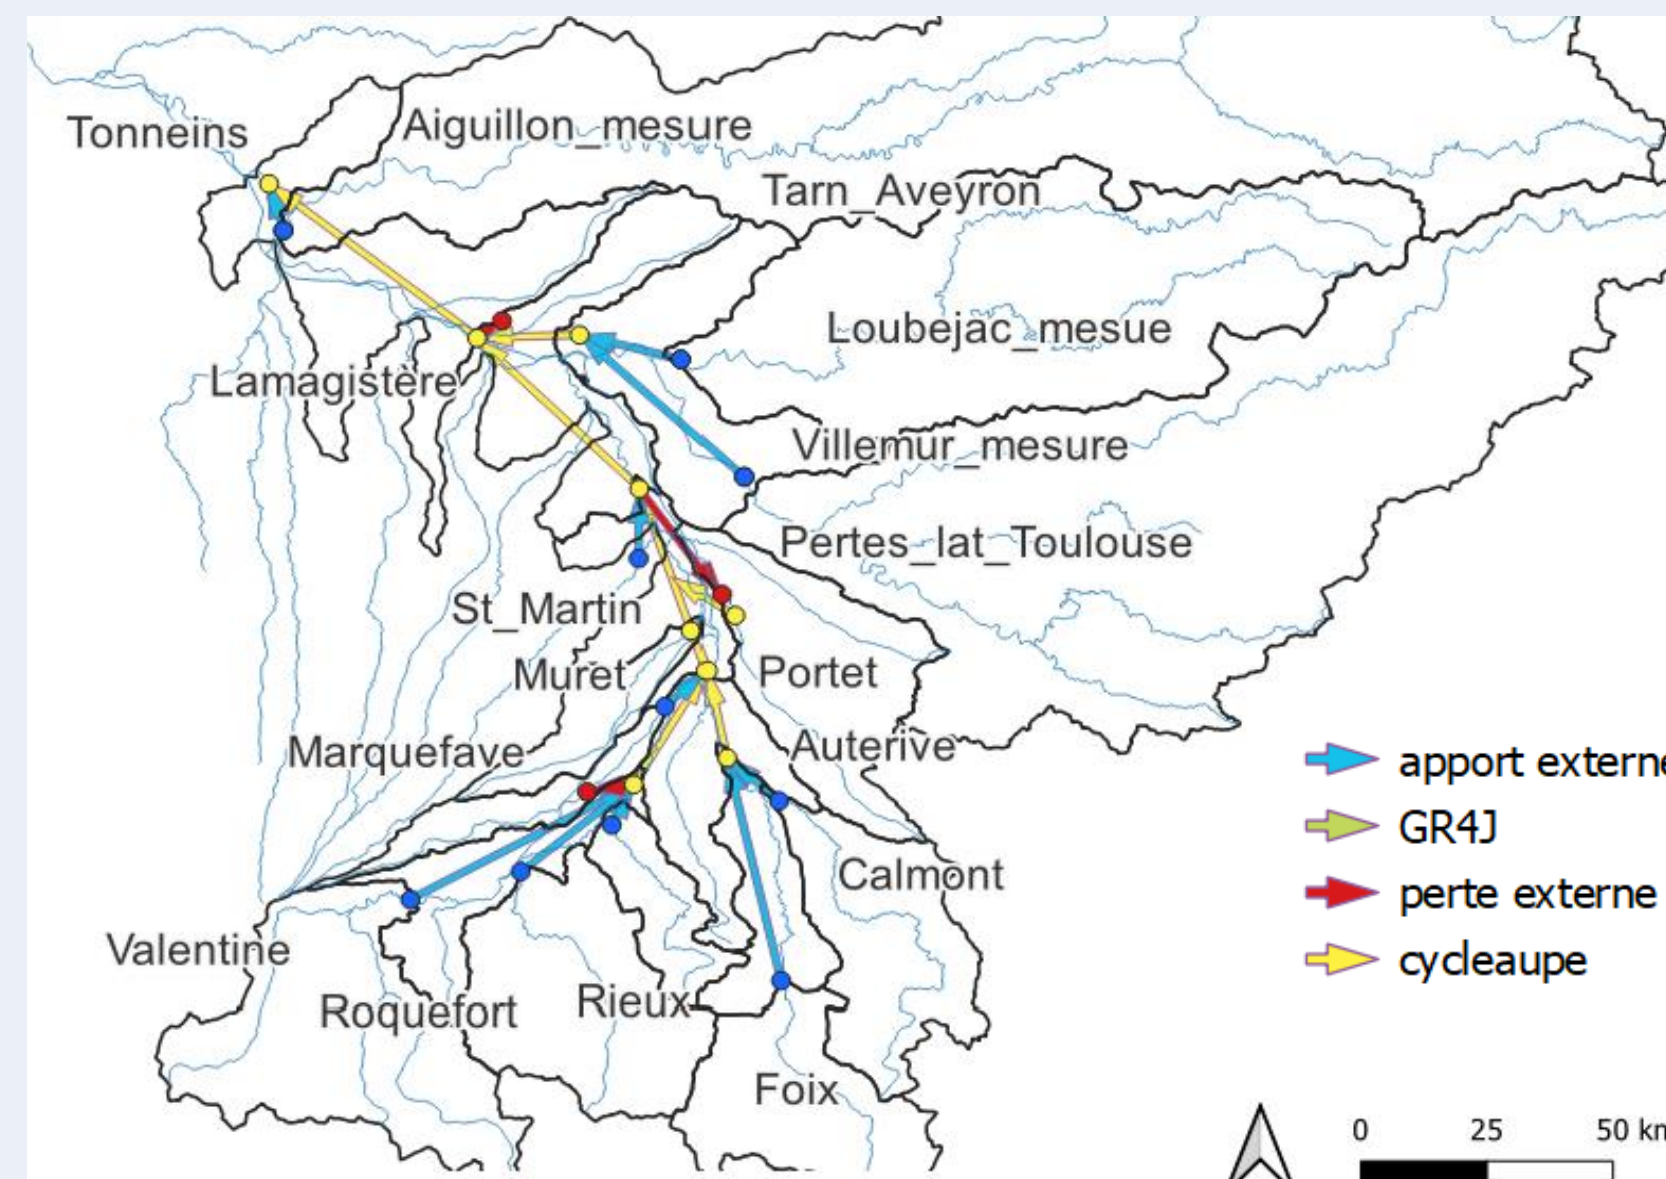 Tonneins
Aiguillon_mesure
Tarn_Aveyron
Loubejac_mesue
Lamagistère
Villemur_mesure
Pertes_lat_Toulouse
St_Martin
Muret
Portet
Marquefave
Auterive
apport externe
GR4J
Calmont
perte externe
Valentine
cycleaupe
Roquefort
Rieux
Foix
0 25 50 km